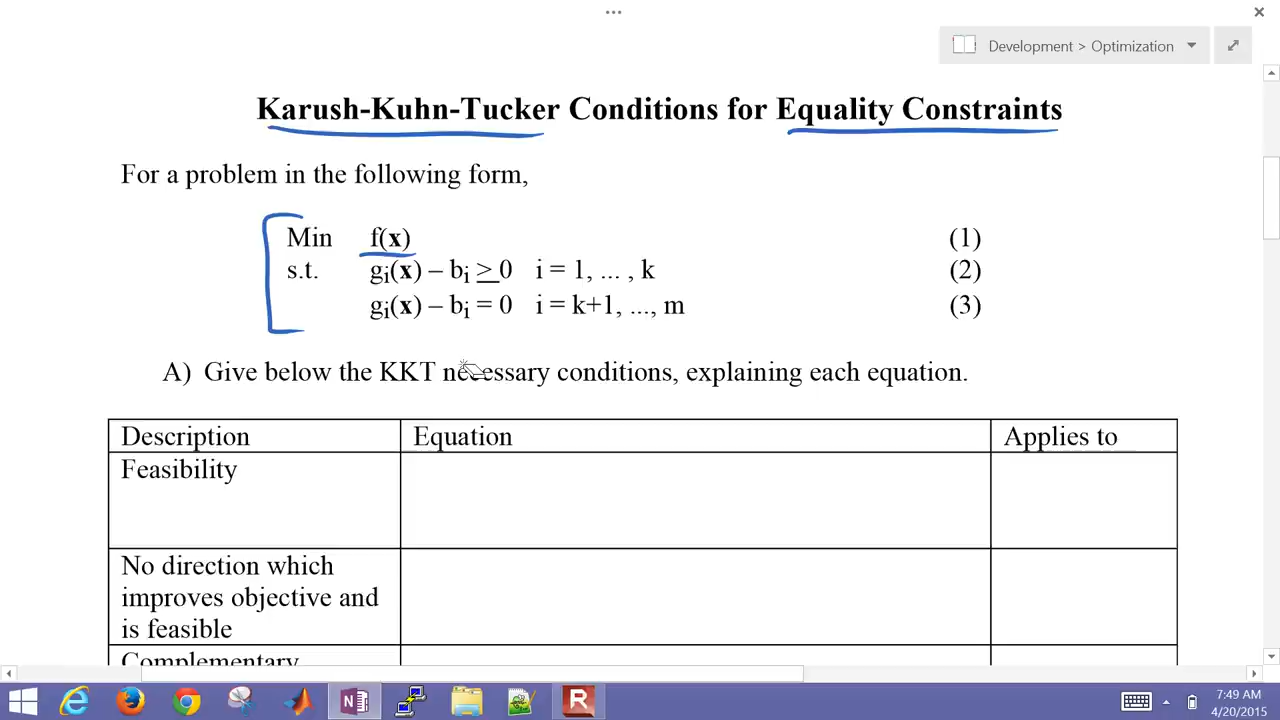 ...
Development > Optimization
Karush-Kuhn-Tucker Conditions for Equality Constraints
For a problem in the following form,
Min f(x) (1)
s.t. gi(x) – bi ≥ 0 i = 1, ... , k (2)
gi(x) – bi = 0 i = k+1, ..., m (3)
A) Give below the KKT necessary conditions, explaining each equation.
Description Equation Applies to
Feasibility
No direction which
improves objective and
is feasible
Complementary
7:49 AM
4/20/2015